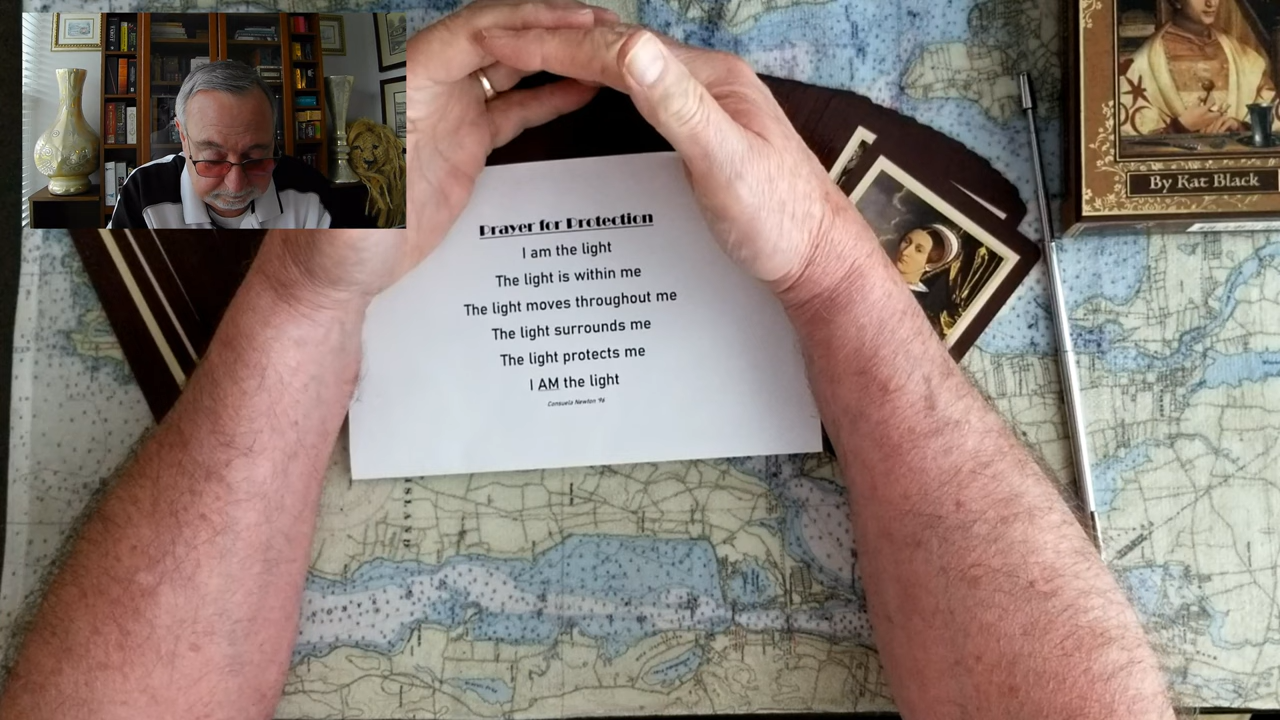 Prayer for Protection
I am the light
The light is within me
The light moves throughout me
The light surrounds me
The light protects me
I AM the light
Consuela Newton '96
By Kat Black